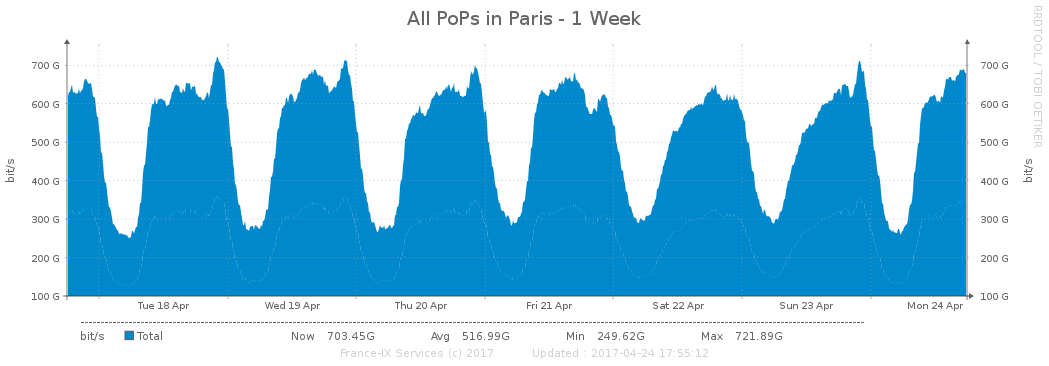 All PoPs in Paris - 1 Week
RRDTOOL / TOBI OETIKER
bit/s
700 G 700 G
600 G 600 G
500 G 500 G
400 G 400 G
300 G 300 G
200 G 200 G
100 G 100 G
bit/s
Tue 18 Apr Wed 19 Apr Thu 20 Apr Fri 21 Apr Sat 22 Apr Sun 23 Apr Mon 24 Apr
bit/s Total Now 703.45G Avg 516.99G Min 249.62G Max 721.89G
France-IX Services (c) 2017 Updated : 2017-04-24 17:55:12